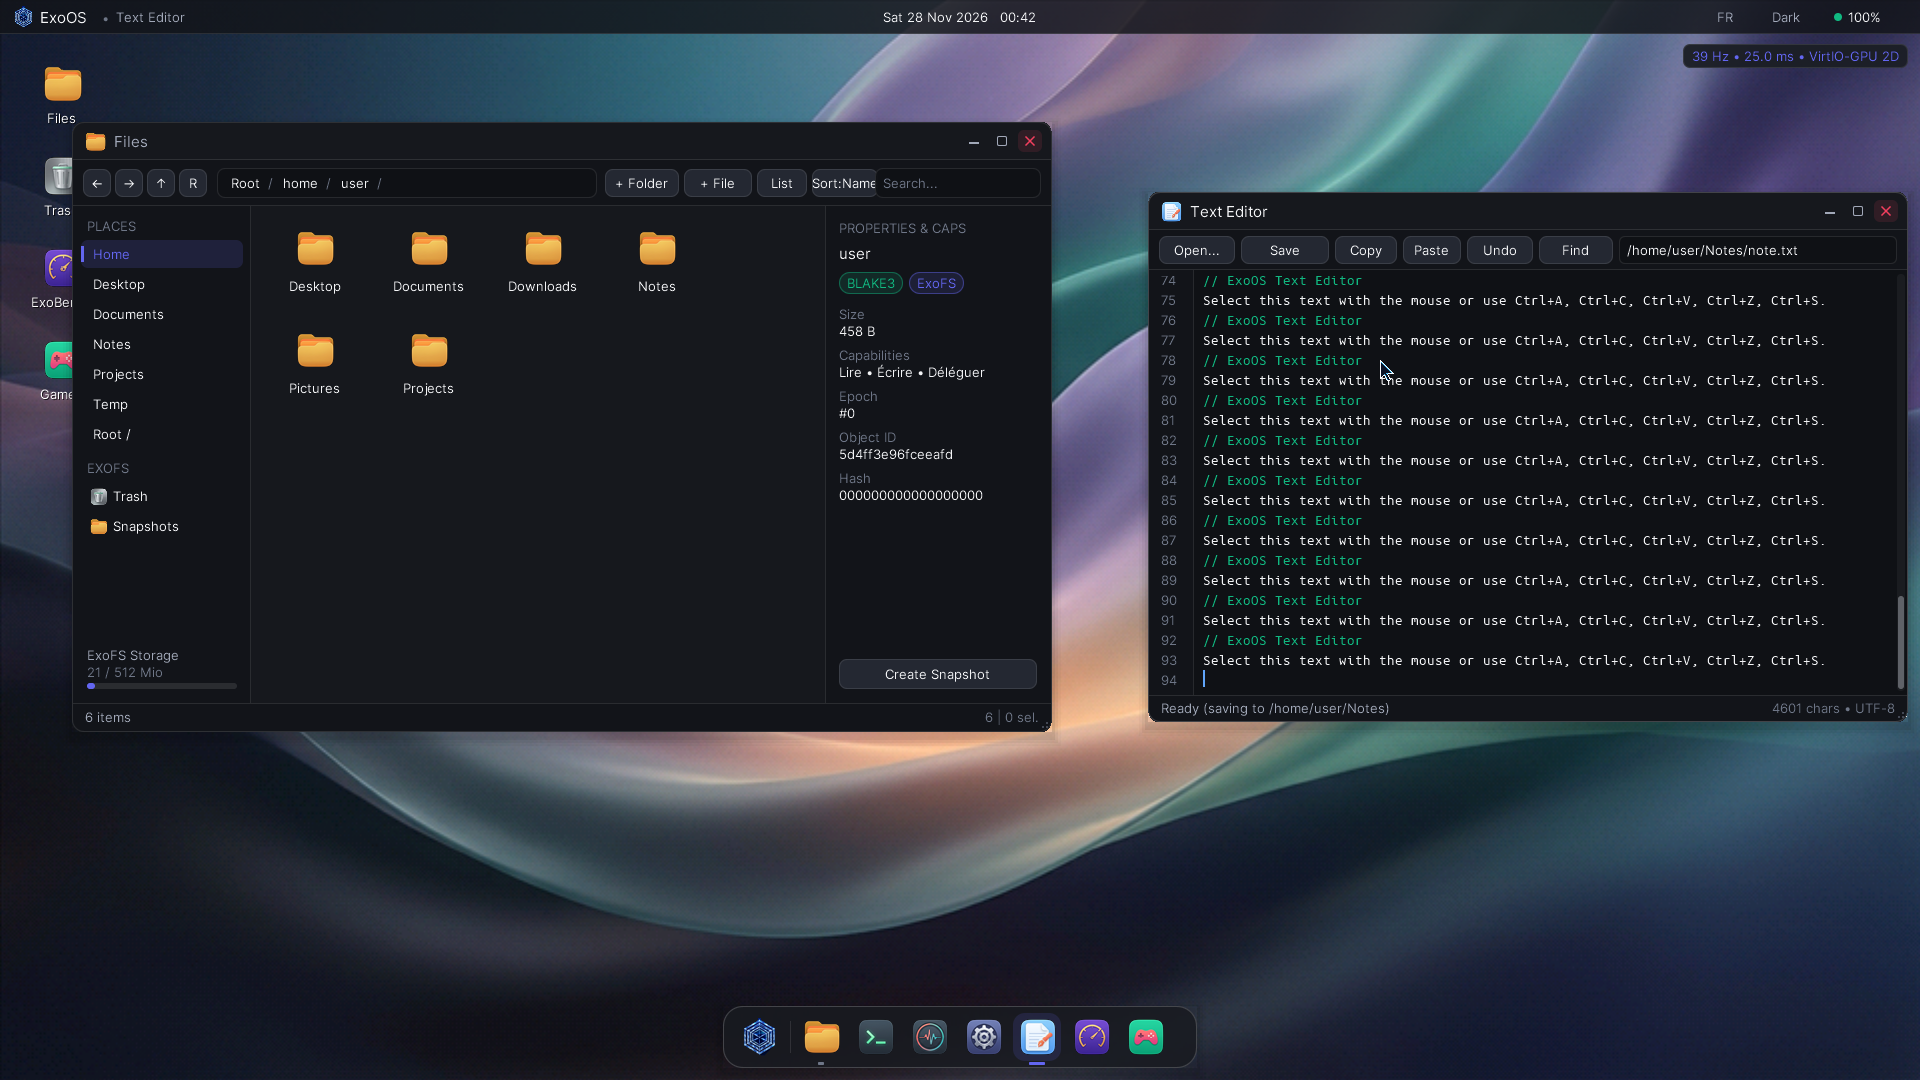 ExoOS • Text Editor
Sat 28 Nov 2026 00:42
FR Dark 100%
39 Hz • 25.0 ms • VirtIO-GPU 2D
Files
Files
Root / home / user /
+ Folder + File List Sort:Name Search...
PLACES
Home
Desktop
Documents
Notes
Projects
Temp
Root /
EXOFS
Trash
Snapshots
ExoFS Storage
21 / 512 Mio
Desktop Documents Downloads Notes
Pictures Projects
PROPERTIES & CAPS
user
BLAKE3 ExoFS
Size
458 B
Capabilities
Lire • Écrire • Déléguer
Epoch
#0
Object ID
5d4ff3e96fceeafd
Hash
0000000000000000
Create Snapshot
6 items
6 | 0 sel.
Text Editor
Open... Save Copy Paste Undo Find /home/user/Notes/note.txt
74 // ExoOS Text Editor
75 Select this text with the mouse or use Ctrl+A, Ctrl+C, Ctrl+V, Ctrl+Z, Ctrl+S.
76 // ExoOS Text Editor
77 Select this text with the mouse or use Ctrl+A, Ctrl+C, Ctrl+V, Ctrl+Z, Ctrl+S.
78 // ExoOS Text Editor
79 Select this text with the mouse or use Ctrl+A, Ctrl+C, Ctrl+V, Ctrl+Z, Ctrl+S.
80 // ExoOS Text Editor
81 Select this text with the mouse or use Ctrl+A, Ctrl+C, Ctrl+V, Ctrl+Z, Ctrl+S.
82 // ExoOS Text Editor
83 Select this text with the mouse or use Ctrl+A, Ctrl+C, Ctrl+V, Ctrl+Z, Ctrl+S.
84 // ExoOS Text Editor
85 Select this text with the mouse or use Ctrl+A, Ctrl+C, Ctrl+V, Ctrl+Z, Ctrl+S.
86 // ExoOS Text Editor
87 Select this text with the mouse or use Ctrl+A, Ctrl+C, Ctrl+V, Ctrl+Z, Ctrl+S.
88 // ExoOS Text Editor
89 Select this text with the mouse or use Ctrl+A, Ctrl+C, Ctrl+V, Ctrl+Z, Ctrl+S.
90 // ExoOS Text Editor
91 Select this text with the mouse or use Ctrl+A, Ctrl+C, Ctrl+V, Ctrl+Z, Ctrl+S.
92 // ExoOS Text Editor
93 Select this text with the mouse or use Ctrl+A, Ctrl+C, Ctrl+V, Ctrl+Z, Ctrl+S.
94
Ready (saving to /home/user/Notes)
4601 chars • UTF-8